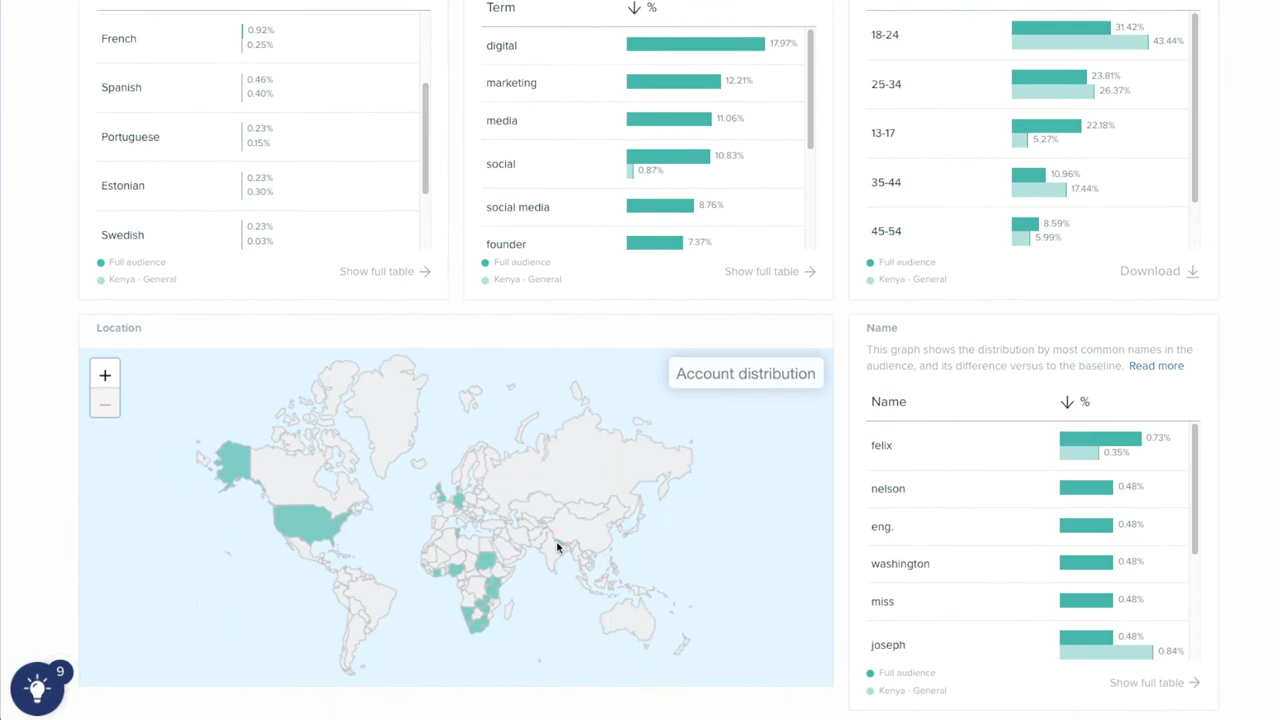 French
0.92%
0.25%
Spanish
0.46%
0.40%
Portuguese
0.23%
0.15%
Estonian
0.23%
0.30%
Swedish
0.23%
0.03%
Full audience
Kenya - General
Show full table
Term
%
digital
17.97%
marketing
12.21%
media
11.06%
social
10.83%
0.87%
social media
8.76%
founder
7.37%
Full audience
Kenya - General
Show full table
18-24
31.42%
43.44%
25-34
23.81%
26.37%
13-17
22.18%
5.27%
35-44
10.96%
17.44%
45-54
8.59%
5.99%
Full audience
Kenya - General
Download
Location
+
−
Account distribution
Name
This graph shows the distribution by most common names in the
audience, and its difference versus to the baseline. Read more
Name
%
felix
0.73%
0.35%
nelson
0.48%
eng.
0.48%
washington
0.48%
miss
0.48%
joseph
0.48%
0.84%
Full audience
Kenya - General
Show full table
9